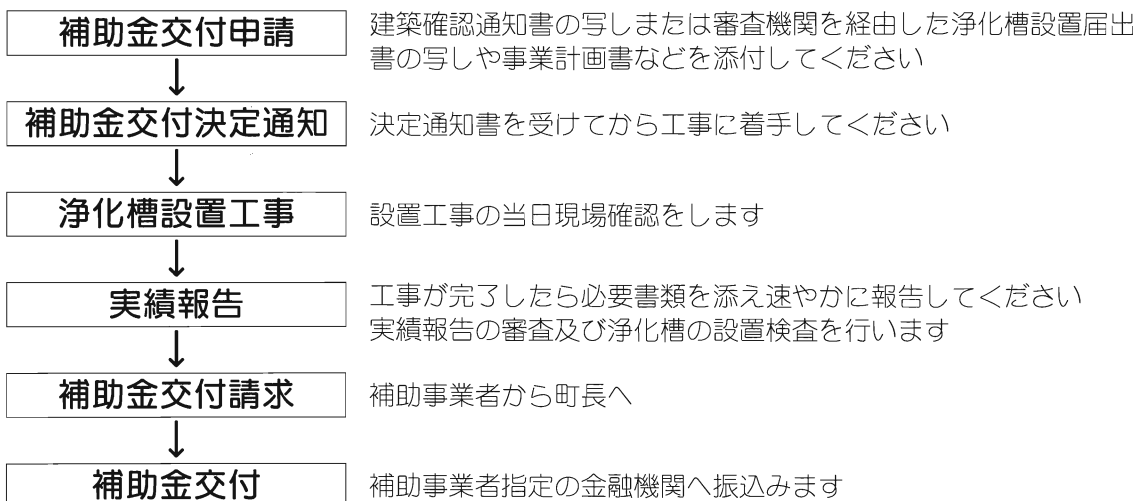 補助金交付申請
建築確認通知書の写しまたは審査機関を経由した浄化槽設置届出
書の写しや事業計画書などを添付してください
補助金交付決定通知
決定通知書を受けてから工事に着手してください
浄化槽設置工事
設置工事の当日現場確認をします
実績報告
工事が完了したら必要書類を添え速やかに報告してください
実績報告の審査及び浄化槽の設置検査を行います
補助金交付請求
補助事業者から町長へ
補助金交付
補助事業者指定の金融機関へ振込みます